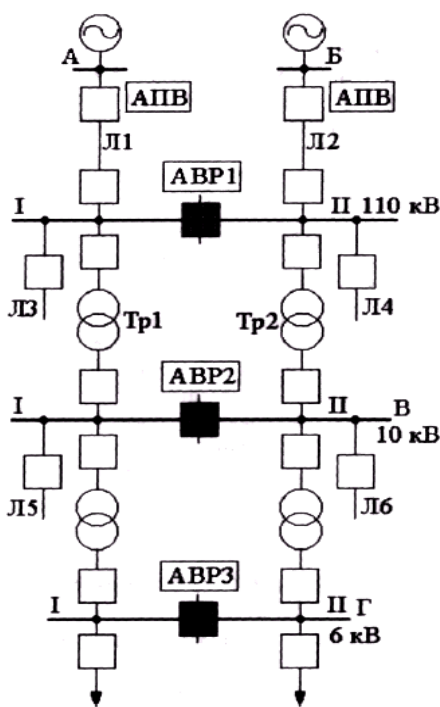 А Б
АПВ АПВ
Л1 Л2
АВР1
I II 110 кВ
Л3 Тр1 Тр2 Л4
АВР2
I II В
10 кВ
Л5 Л6
АВР3
I II Г
6 кВ